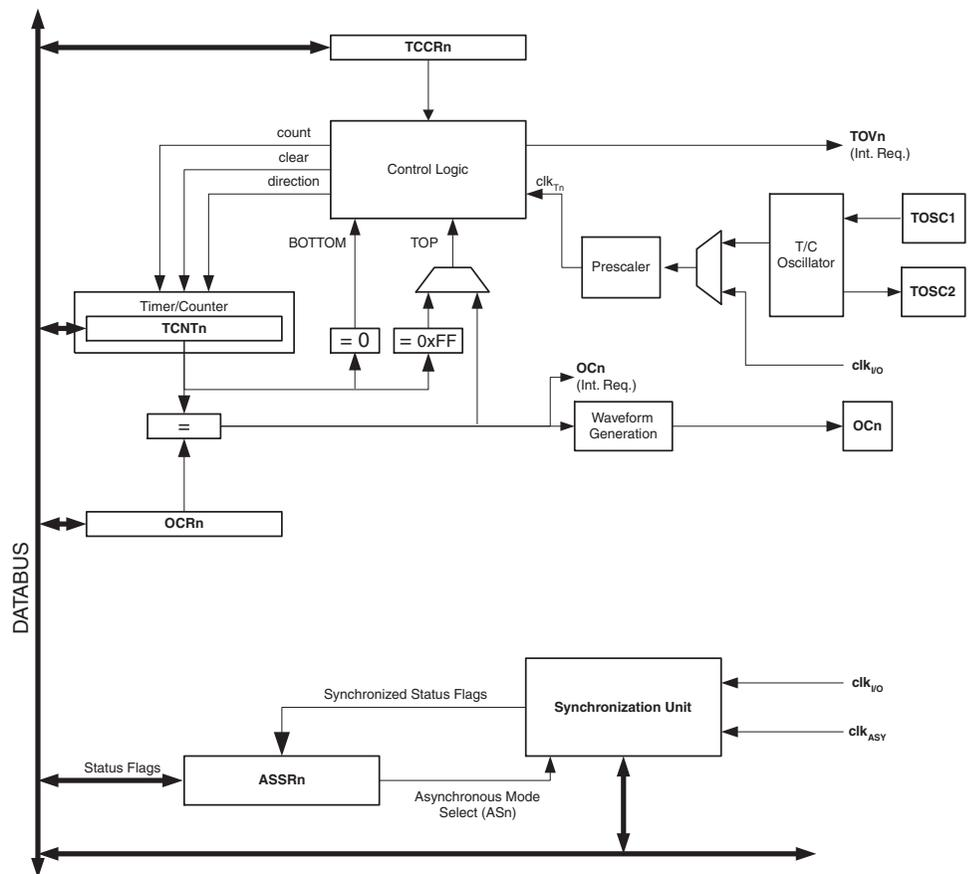 TCCRn
count
clear
direction
Control Logic
TOVn
(Int. Req.)
clkTn
BOTTOM
TOP
TOSC1
T/C
Oscillator
Prescaler
TOSC2
Timer/Counter
TCNTn
= 0
= 0xFF
OCn
(Int. Req.)
clkI/O
=
Waveform
Generation
OCn
OCRn
DATABUS
Synchronized Status Flags
Synchronization Unit
clkI/O
clkASY
Status Flags
ASSRn
Asynchronous Mode
Select (ASn)